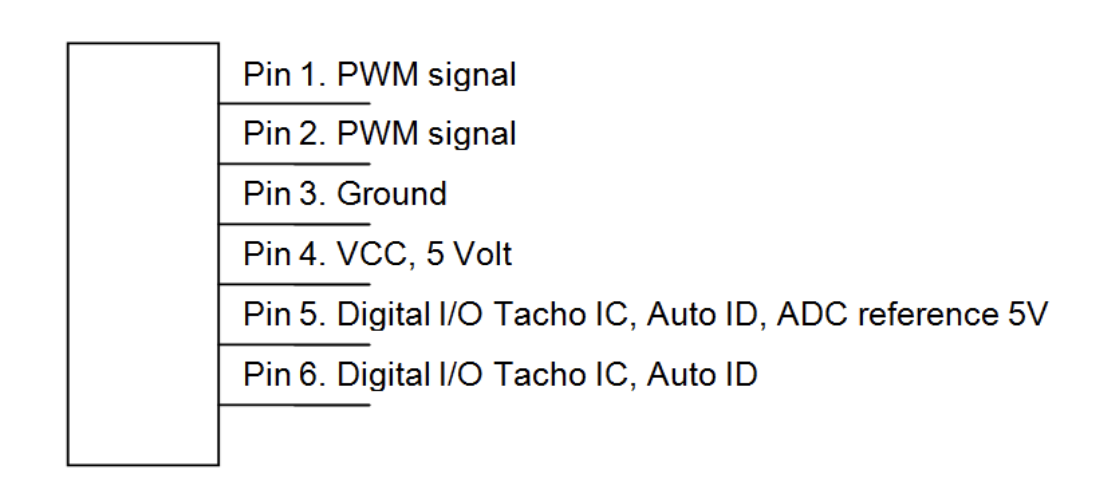 Pin 1. PWM signal
Pin 2. PWM signal
Pin 3. Ground
Pin 4. VCC, 5 Volt
Pin 5. Digital I/O Tacho IC, Auto ID, ADC reference 5V
Pin 6. Digital I/O Tacho IC, Auto ID